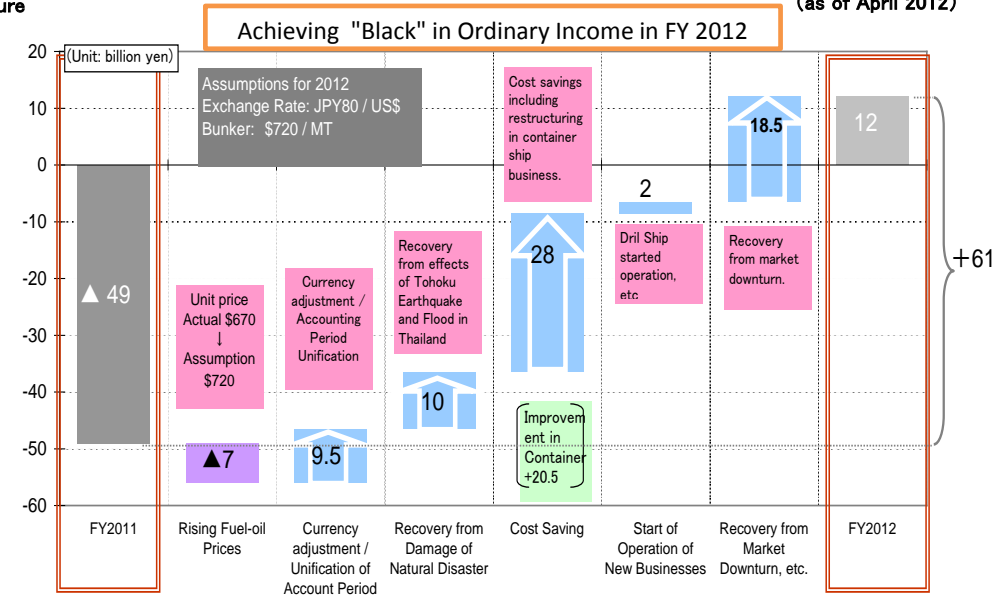 ure
(as of April 2012)
Achieving "Black" in Ordinary Income in FY 2012
(Unit: billion yen)
20
10
0
-10
-20
-30
-40
-50
-60
Assumptions for 2012
Exchange Rate: JPY80 / US$
Bunker: $720 / MT
▲ 49
Unit price
Actual $670
↓
Assumption
$720
▲7
Currency
adjustment /
Accounting
Period
Unification
9.5
Recovery
from effects
of Tohoku
Earthquake
and Flood in
Thailand
10
Cost savings
including
restructuring
in container
ship
business.
28
Improvem
ent in
Container
+20.5
2
Dril Ship
started
operation,
etc
18.5
Recovery
from market
downturn.
12
+61
FY2011
Rising Fuel-oil
Prices
Currency
adjustment /
Unification of
Account Period
Recovery from
Damage of
Natural Disaster
Cost Saving
Start of
Operation of
New Businesses
Recovery from
Market
Downturn, etc.
FY2012